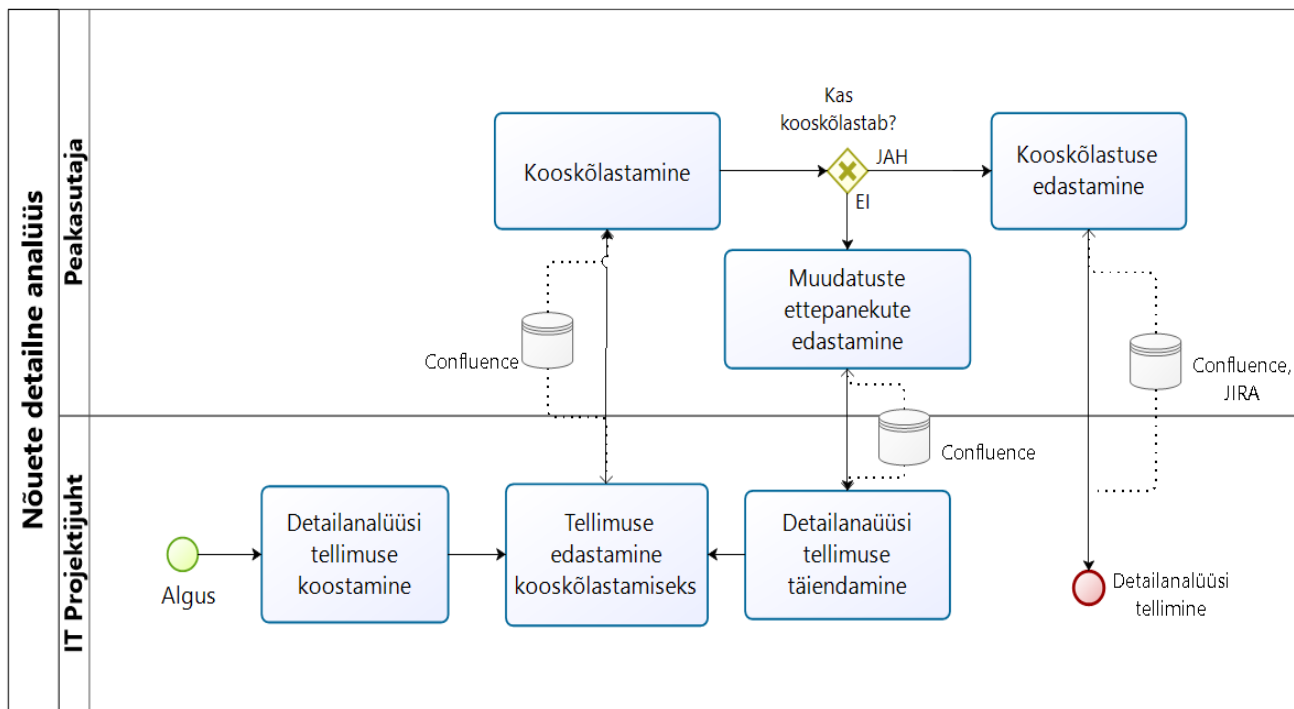 Nõuete detailne analüüs
Peakasutaja
Kooskõlastamine
Kas
kooskõlastab?
JAH
EI
Kooskõlastuse
edastamine
Muudatuste
ettepanekute
edastamine
Confluence
Confluence,
JIRA
Confluence
IT Projektijuht
Algus
Detailanalüüsi
tellimuse
koostamine
Tellimuse
edastamine
kooskõlastamiseks
Detailanaüüsi
tellimuse
täiendamine
Detailanalüüsi
tellimine